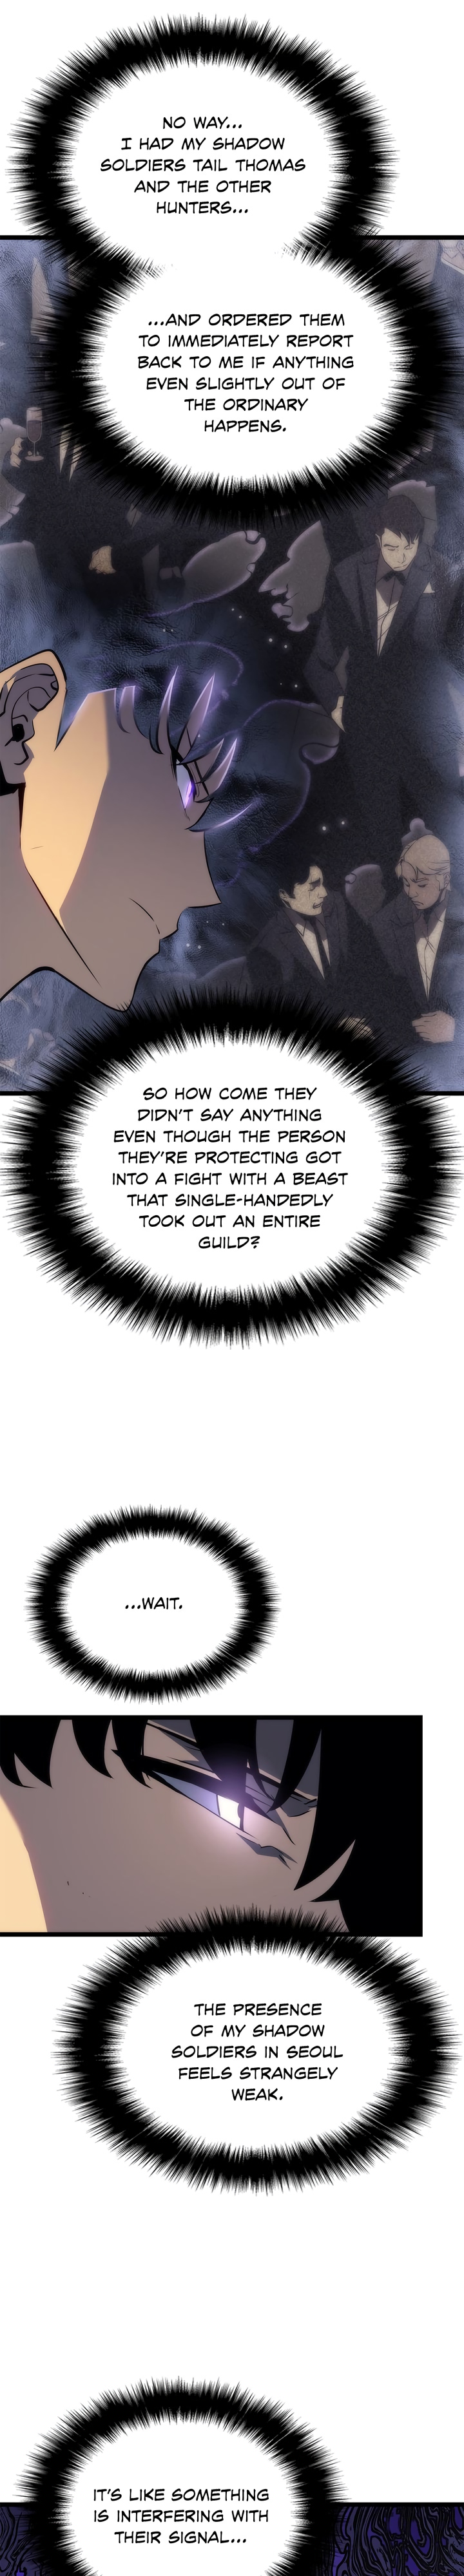 NO WAY...
I HAD MY SHADOW
SOLDIERS TAIL THOMAS
AND THE OTHER
HUNTERS...
...AND ORDERED THEM
TO IMMEDIATELY REPORT
BACK TO ME IF ANYTHING
EVEN SLIGHTLY OUT OF
THE ORDINARY
HAPPENS.
SO HOW COME THEY
DIDN'T SAY ANYTHING
EVEN THOUGH THE PERSON
THEY'RE PROTECTING GOT
INTO A FIGHT WITH A BEAST
THAT SINGLE-HANDEDLY
TOOK OUT AN ENTIRE
GUILD?
...WAIT.
THE PRESENCE
OF MY SHADOW
SOLDIERS IN SEOUL
FEELS STRANGELY
WEAK.
IT'S LIKE SOMETHING
IS INTERFERING WITH
THEIR SIGNAL...